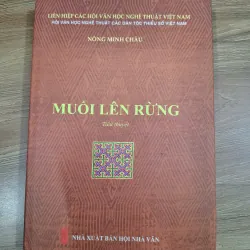 LIÊN HIỆP CÁC HỘI VĂN HỌC NGHỆ THUẬT VIỆT NAM
HỘI VĂN HỌC NGHỆ THUẬT CÁC DÂN TỘC THIỂU SỐ VIỆT NAM
NÔNG MINH CHÂU
MUỐI LÊN RỪNG
Tiểu thuyết
NHÀ XUẤT BẢN HỘI NHÀ VĂN